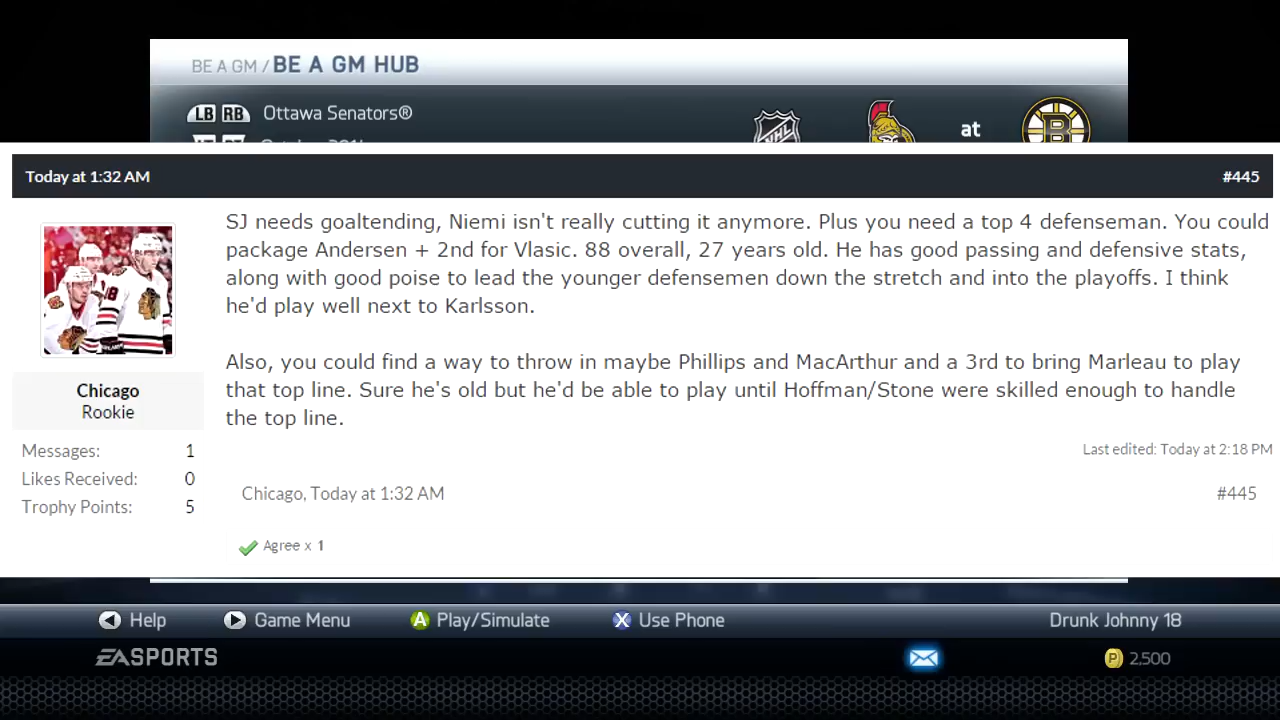 BE A GM / BE A GM HUB
LB RB Ottawa Senators®
NHL
at
B
Today at 1:32 AM
#445
SJ needs goaltending, Niemi isn't really cutting it anymore. Plus you need a top 4 defenseman. You could
package Andersen + 2nd for Vlasic. 88 overall, 27 years old. He has good passing and defensive stats,
along with good poise to lead the younger defensemen down the stretch and into the playoffs. I think
he'd play well next to Karlsson.
Also, you could find a way to throw in maybe Phillips and MacArthur and a 3rd to bring Marleau to play
that top line. Sure he's old but he'd be able to play until Hoffman/Stone were skilled enough to handle
the top line.
Chicago
Rookie
Messages: 1
Likes Received: 0
Trophy Points: 5
Last edited: Today at 2:18 PM
Chicago, Today at 1:32 AM
#445
Agree x 1
Help
Game Menu
A Play/Simulate
X Use Phone
Drunk Johnny 18
EA SPORTS
P 2,500